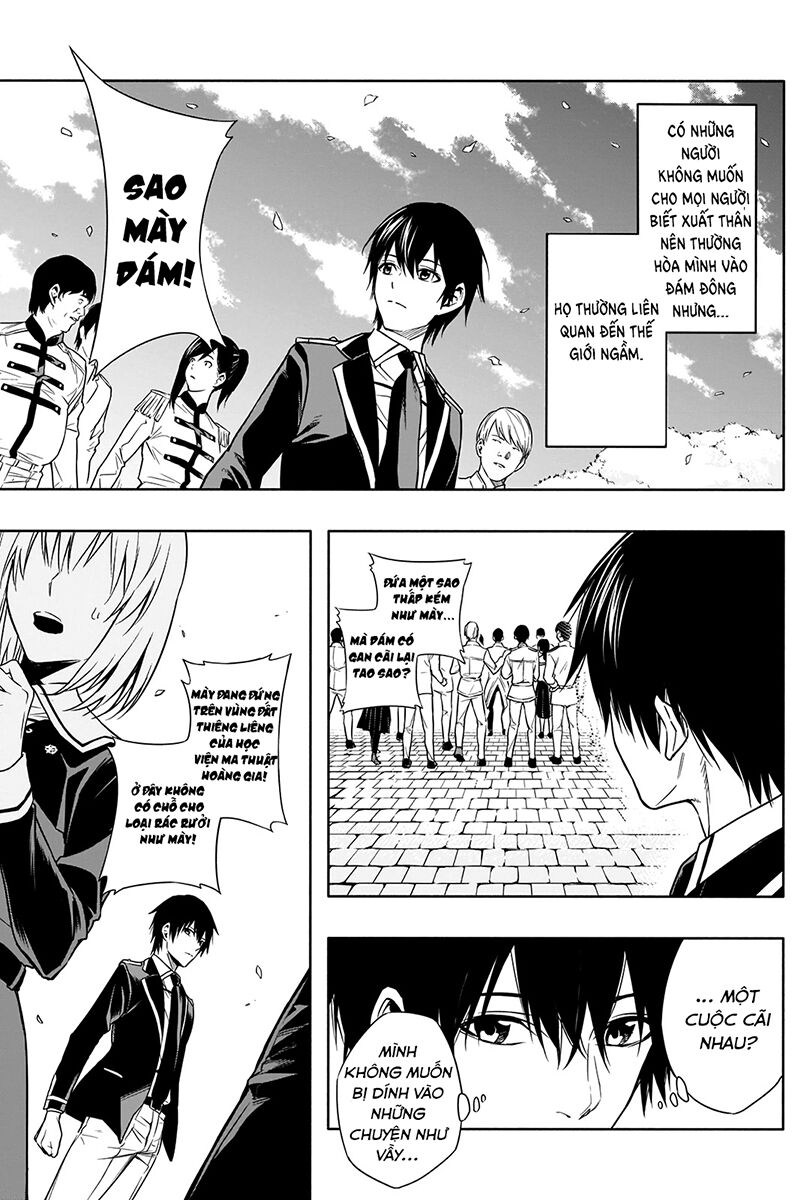 CÓ NHỮNG
NGƯỜI
KHÔNG MUỐN
CHO MỌI NGƯỜI
BIẾT XUẤT THÂN
NÊN THƯỜNG
HÒA MÌNH VÀO
ĐÁM ĐÔNG
NHƯNG...
HỌ THƯỜNG LIÊN
QUAN ĐẾN THẾ
GIỚI NGẦM.
SAO
MÀY
DÁM!
ĐỨA MỘT SAO
THẤP KÉM
NHƯ MÀY...
MÀ DÁM CÓ
GAN CÃI LẠI
TAO SAO?
MÀY ĐANG ĐỨNG
TRÊN VÙNG ĐẤT
THIÊNG LIÊNG
CỦA HỌC
VIỆN MA THUẬT
HOÀNG GIA!
Ở ĐÂY KHÔNG
CÓ CHỖ CHO
LOẠI RÁC RƯỞI
NHƯ MÀY!
... MỘT
CUỘC CÃI
NHAU?
MÌNH
KHÔNG MUỐN
BỊ DÍNH VÀO
NHỮNG
CHUYỆN NHƯ
VẦY...